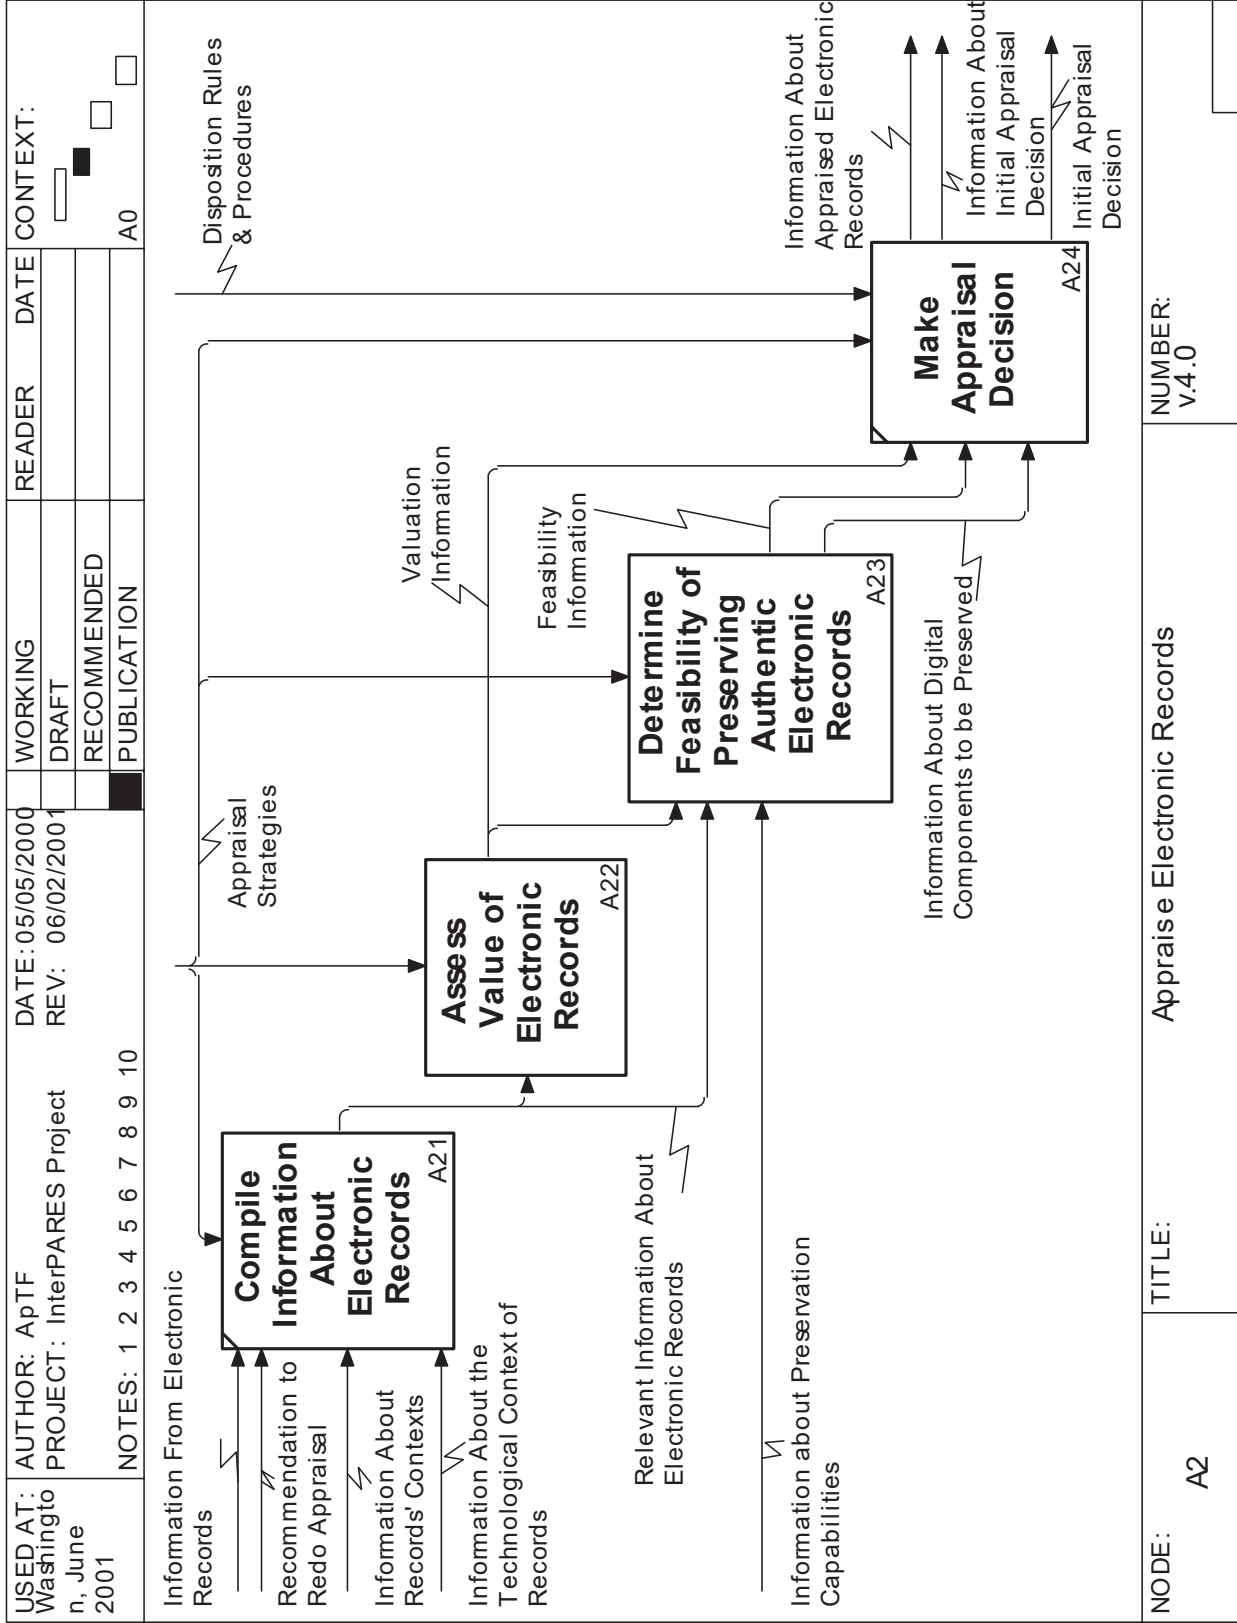 USED AT:
Washingto
n, June
2001
AUTHOR: ApTF
PROJECT: InterPARES Project
NOTES: 1 2 3 4 5 6 7 8 9 10
DATE: 05/05/2000
REV: 06/02/2001
WORKING
DRAFT
RECOMMENDED
PUBLICATION
READER
DATE
CONTEXT:
A0
Information From Electronic
Records
Recommendation to
Redo Appraisal
Information About
Records' Contexts
Information About the
Technological Context of
Records
Compile
Information
About
Electronic
Records
A21
Appraisal
Strategies
Disposition Rules
& Procedures
Assess
Value of
Electronic
Records
A22
Valuation
Information
Relevant Information About
Electronic Records
Information about Preservation
Capabilities
Determine
Feasibility of
Preserving
Authentic
Electronic
Records
A23
Feasibility
Information
Information About Digital
Components to be Preserved
Make
Appraisal
Decision
A24
Information About
Appraised Electronic
Records
Information About
Initial Appraisal
Decision
Initial Appraisal
Decision
NODE:
A2
TITLE:
Appraise Electronic Records
NUMBER:
v.4.0